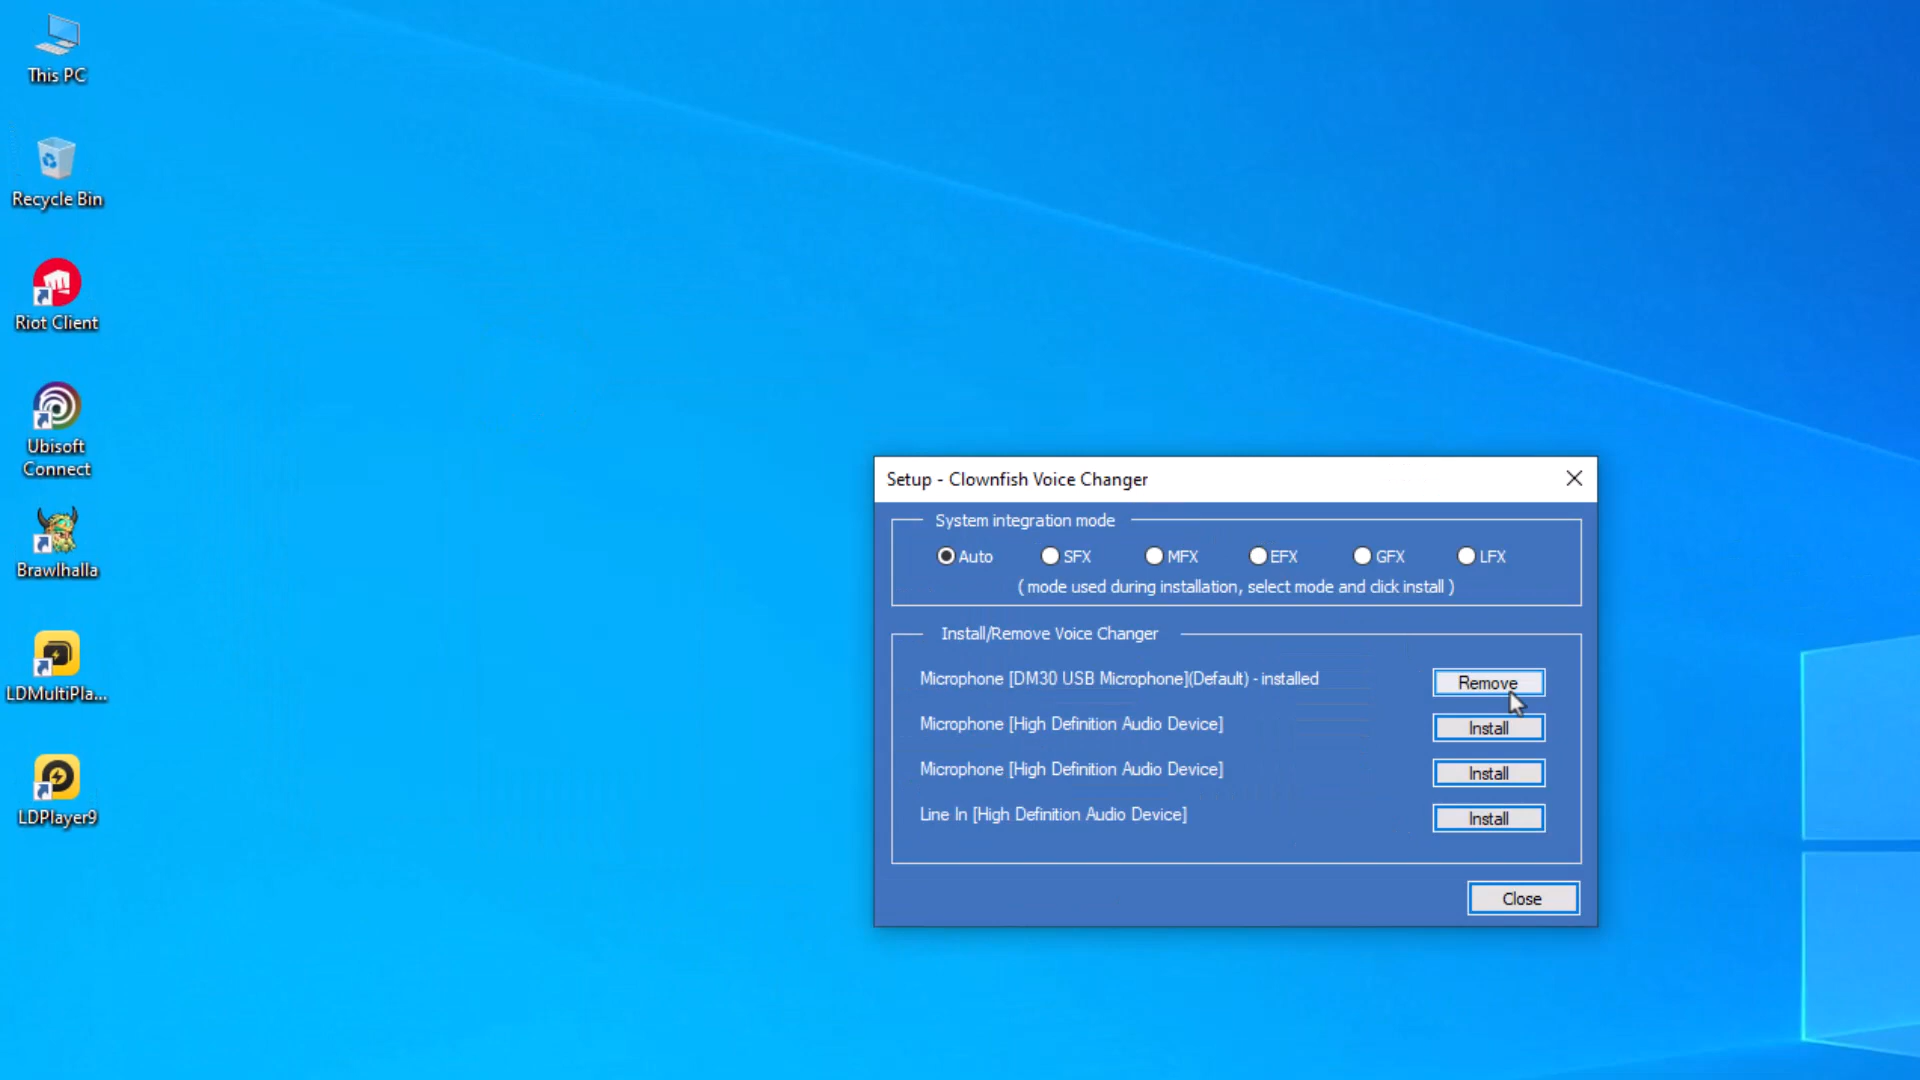 This PC
Recycle Bin
Riot Client
Ubisoft
Connect
Brawlhalla
LDMultiPla...
LDPlayer9
Setup - Clownfish Voice Changer
System integration mode
Auto SFX MFX EFX GFX LFX
( mode used during installation, select mode and click install )
Install/Remove Voice Changer
Microphone [DM30 USB Microphone](Default) - installed Remove
Microphone [High Definition Audio Device] Install
Microphone [High Definition Audio Device] Install
Line In [High Definition Audio Device] Install
Close